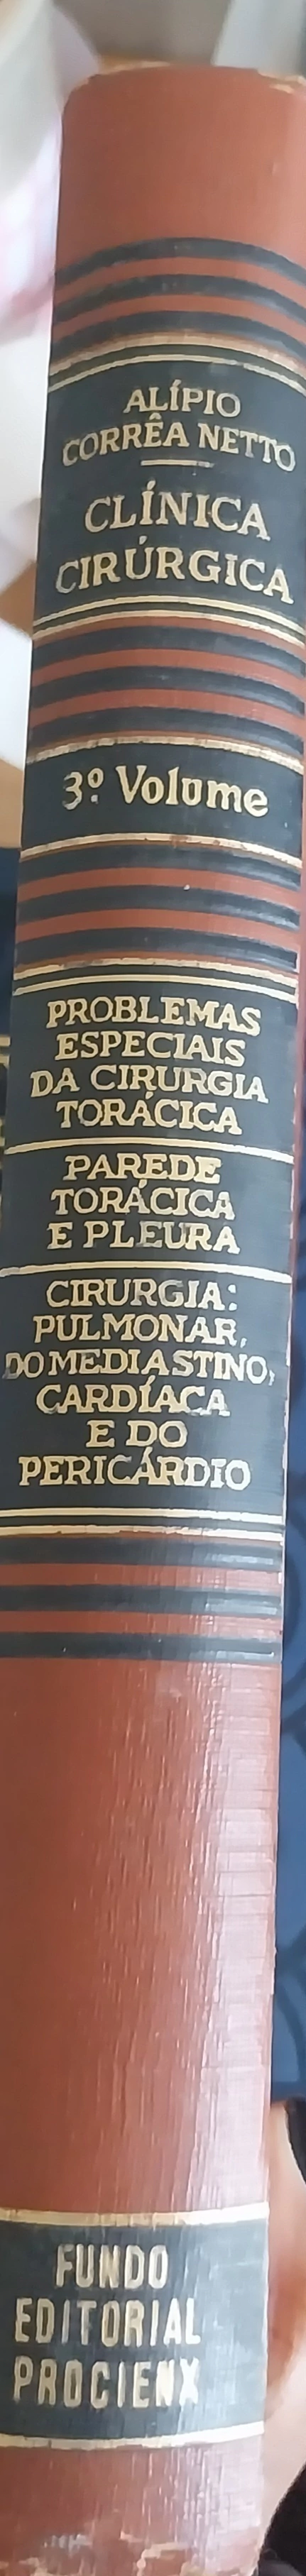 ALÍPIO
CORRÊA NETTO
CLÍNICA
CIRÚRGICA
3º Volume
PROBLEMAS
ESPECIAIS
DA CIRURGIA
TORÁCICA
PAREDE
TORÁCICA
E PLEURA
CIRURGIA:
PULMONAR,
DO MEDIASTINO,
CARDÍACA
E DO
PERICÁRDIO
FUNDO
EDITORIAL
PROCIENX